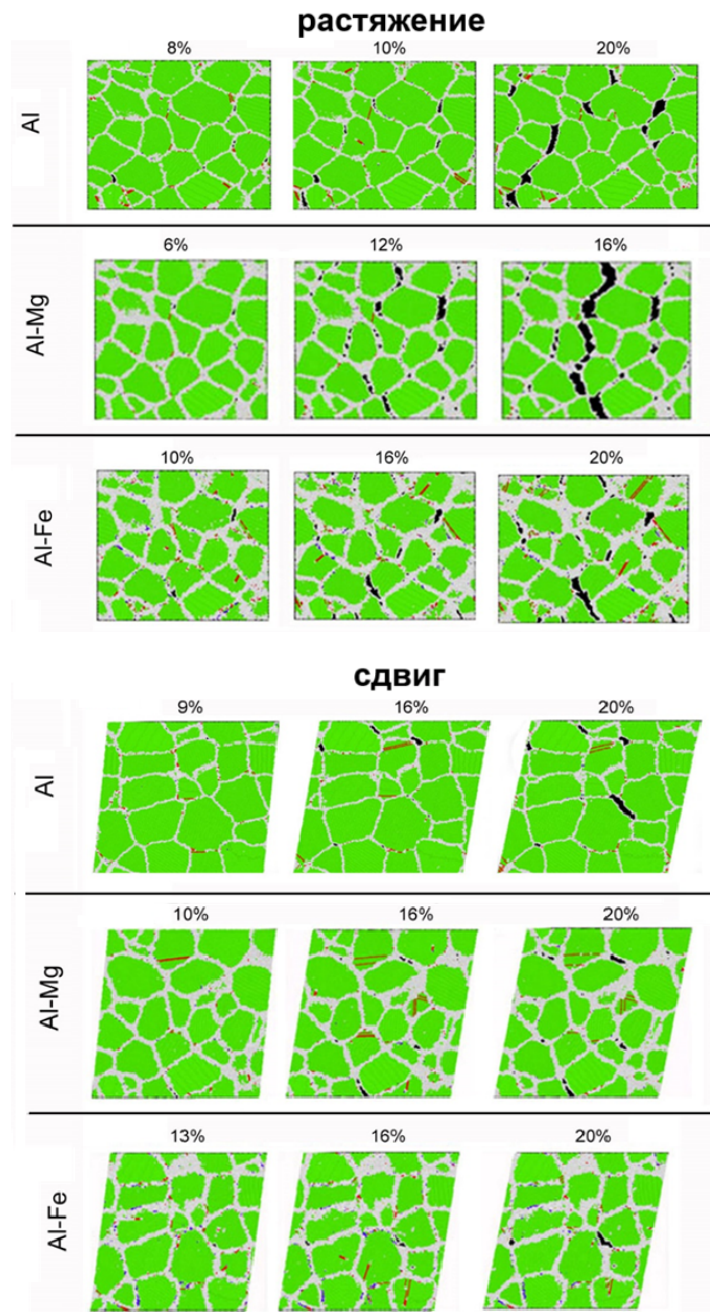 растяжение
8% 10% 20%
Al
6% 12% 16%
Al-Mg
10% 16% 20%
Al-Fe
сдвиг
9% 16% 20%
Al
10% 16% 20%
Al-Mg
13% 16% 20%
Al-Fe